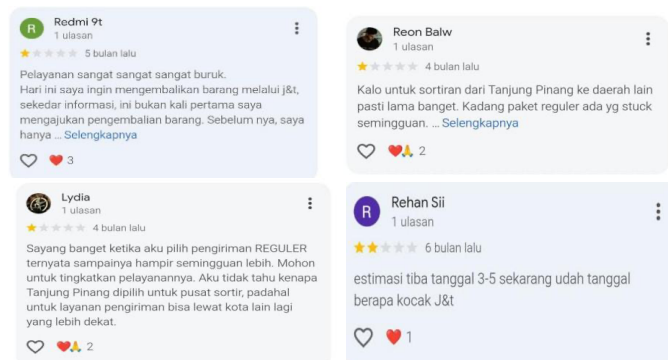 R
Redmi 9t
1 ulasan
5 bulan lalu
Pelayanan sangat sangat sangat buruk.
Hari ini saya ingin mengembalikan barang melalui j&t,
sekedar informasi, ini bukan kali pertama saya
mengajukan pengembalian barang. Sebelum nya, saya
hanya ... Selengkapnya
3
Reon Balw
1 ulasan
4 bulan lalu
Kalo untuk sortiran dari Tanjung Pinang ke daerah lain
pasti lama banget. Kadang paket reguler ada yg stuck
semingguan. ... Selengkapnya
2
Lydia
1 ulasan
4 bulan lalu
Sayang banget ketika aku pilih pengiriman REGULER
ternyata sampainya hampir semingguan lebih. Mohon
untuk tingkatkan pelayanannya. Aku tidak tahu kenapa
Tanjung Pinang dipilih untuk pusat sortir, padahal
untuk layanan pengiriman bisa lewat kota lain lagi
yang lebih dekat.
2
R
Rehan Sii
1 ulasan
6 bulan lalu
estimasi tiba tanggal 3-5 sekarang udah tanggal
berapa kocak J&t
1